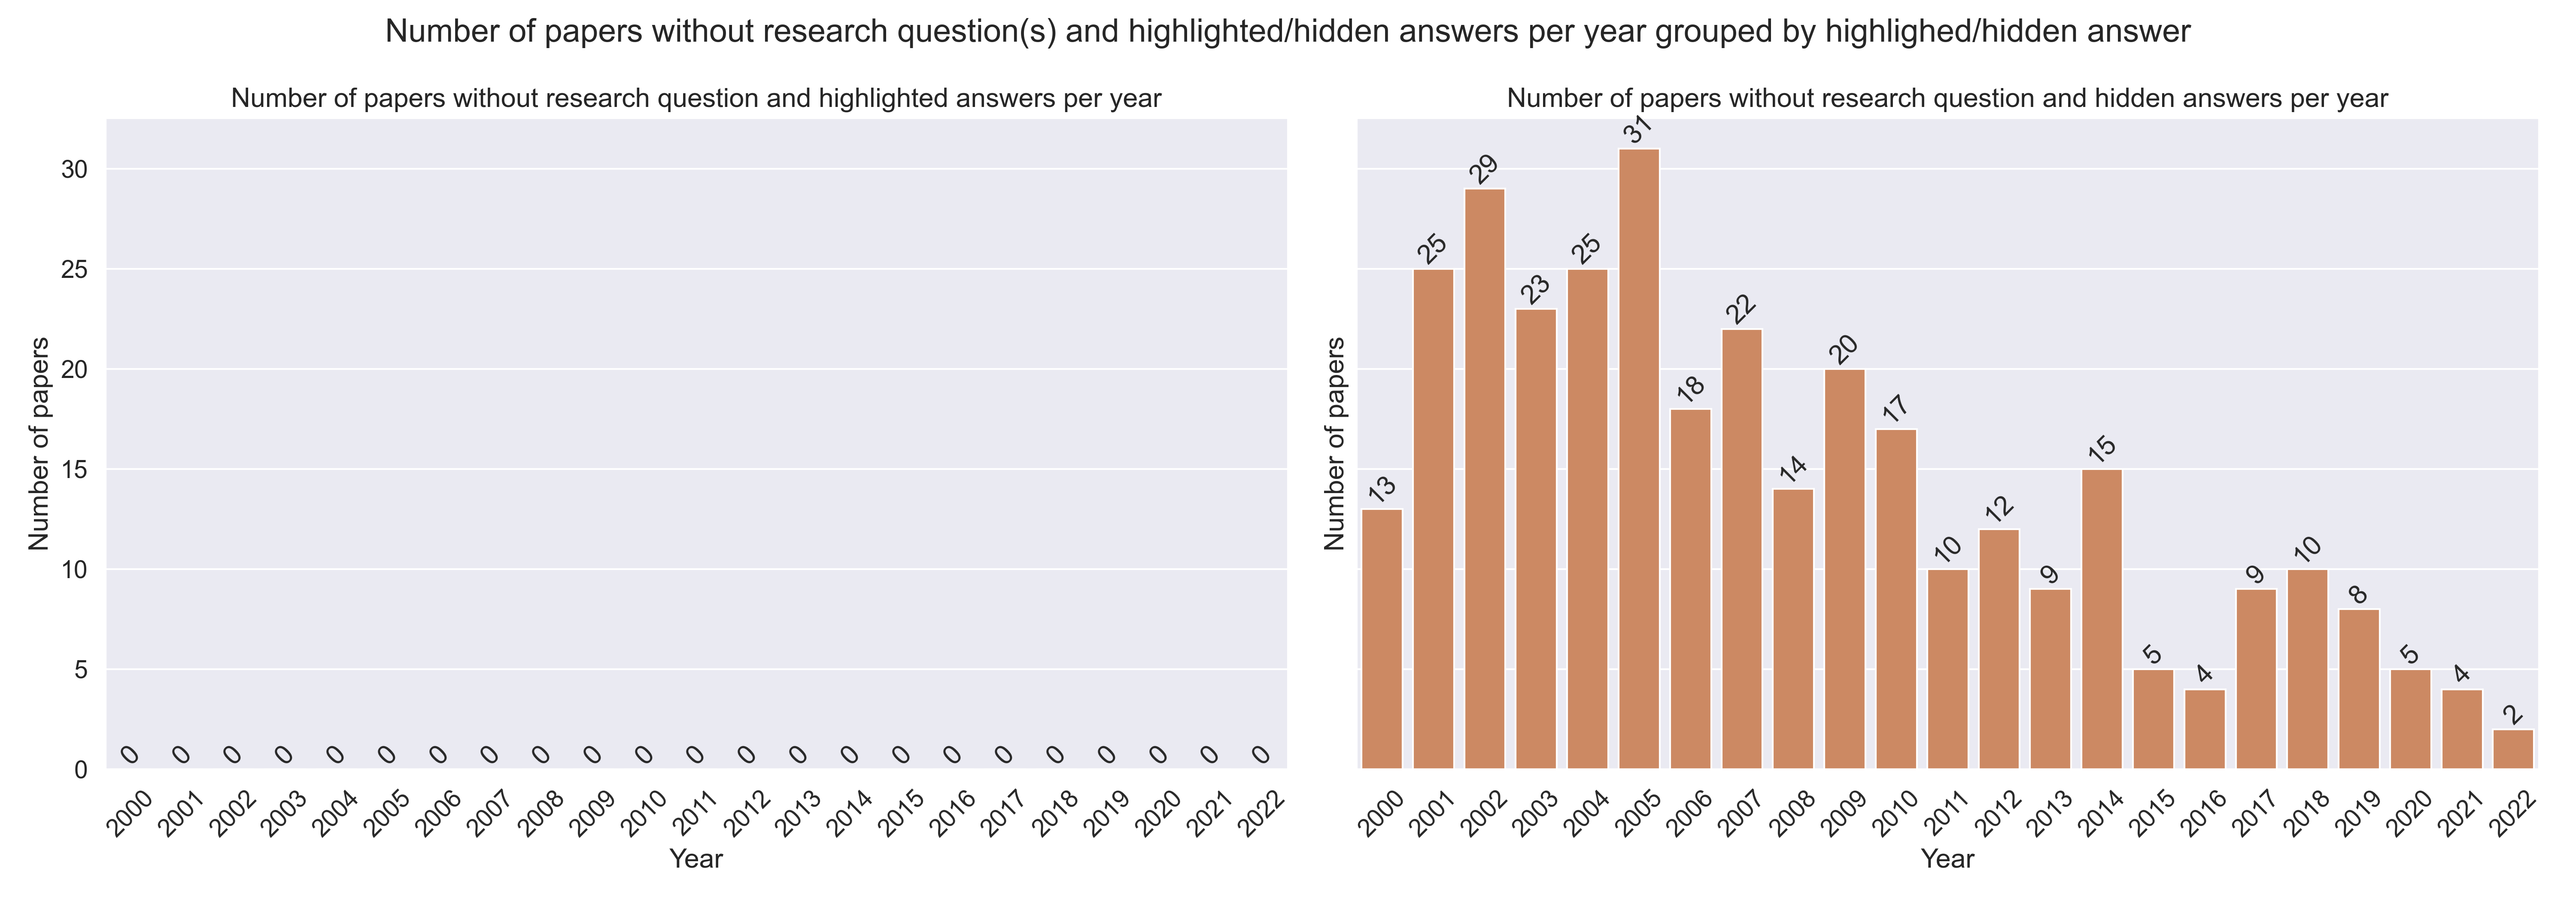 Number of papers without research question(s) and highlighted/hidden answers per year grouped by highlighed/hidden answer
Number of papers without research question and highlighted answers per year
Number of papers
30
25
20
15
10
5
0
0 0 0 0 0 0 0 0 0 0 0 0 0 0 0 0 0 0 0 0 0 0 0
2000 2001 2002 2003 2004 2005 2006 2007 2008 2009 2010 2011 2012 2013 2014 2015 2016 2017 2018 2019 2020 2021 2022
Year
Number of papers without research question and hidden answers per year
Number of papers
13 25 29 23 25 31 18 22 14 20 17 10 12 9 15 5 4 9 10 8 5 4 2
2000 2001 2002 2003 2004 2005 2006 2007 2008 2009 2010 2011 2012 2013 2014 2015 2016 2017 2018 2019 2020 2021 2022
Year